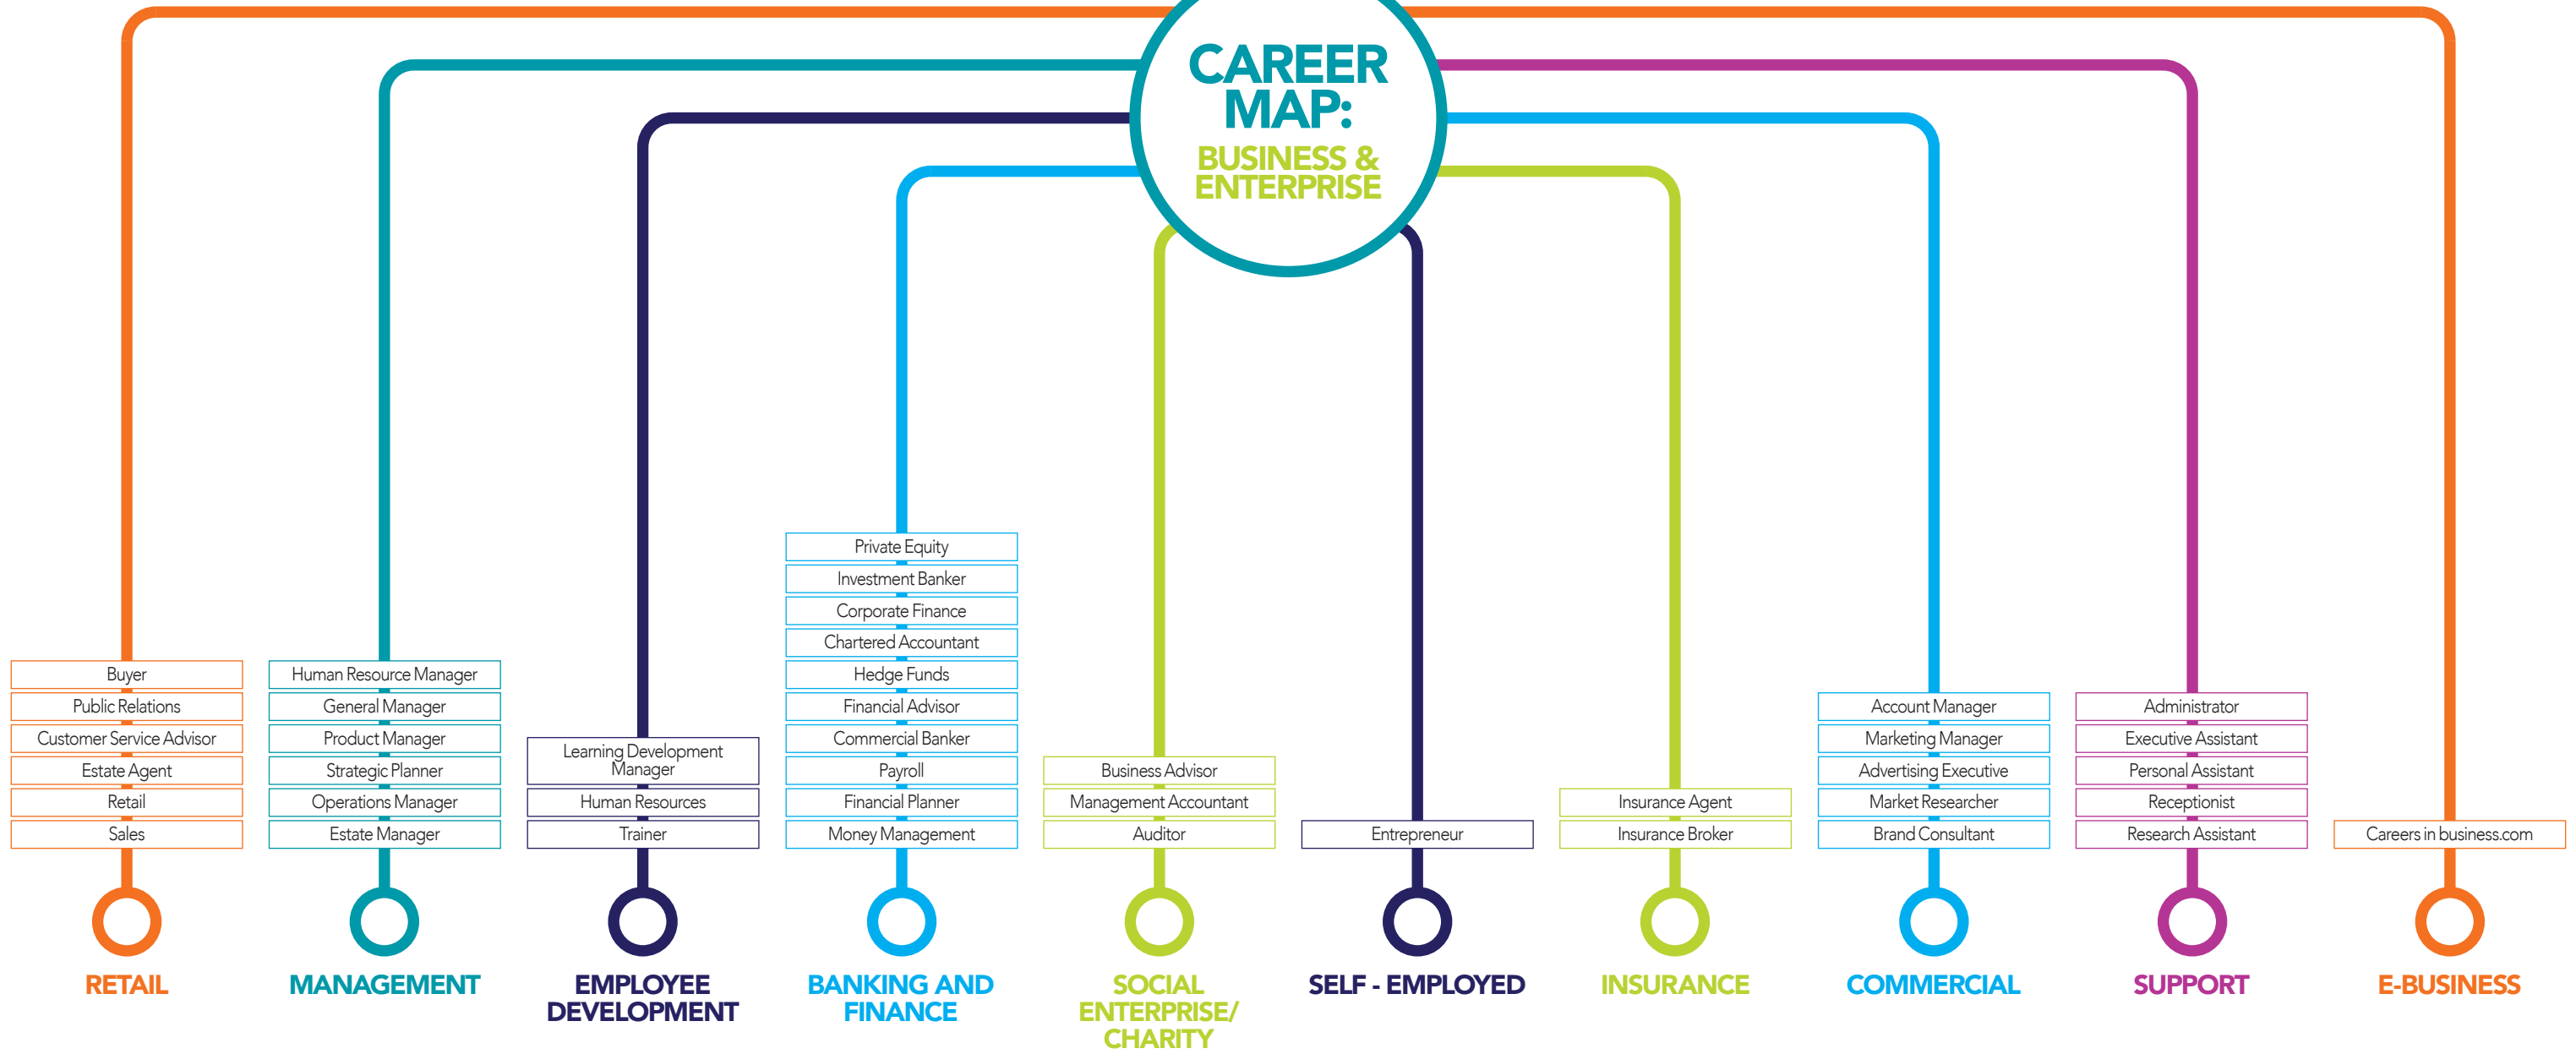 CAREER
MAP:
BUSINESS &
ENTERPRISE
Buyer
Public Relations
Customer Service Advisor
Estate Agent
Retail
Sales
RETAIL
Human Resource Manager
General Manager
Product Manager
Strategic Planner
Operations Manager
Estate Manager
MANAGEMENT
Learning Development
Manager
Human Resources
Trainer
EMPLOYEE
DEVELOPMENT
Private Equity
Investment Banker
Corporate Finance
Chartered Accountant
Hedge Funds
Financial Advisor
Commercial Banker
Payroll
Financial Planner
Money Management
BANKING AND
FINANCE
Business Advisor
Management Accountant
Auditor
SOCIAL
ENTERPRISE/
CHARITY
Entrepreneur
SELF - EMPLOYED
Insurance Agent
Insurance Broker
INSURANCE
Account Manager
Marketing Manager
Advertising Executive
Market Researcher
Brand Consultant
COMMERCIAL
Administrator
Executive Assistant
Personal Assistant
Receptionist
Research Assistant
SUPPORT
Careers in business.com
E-BUSINESS